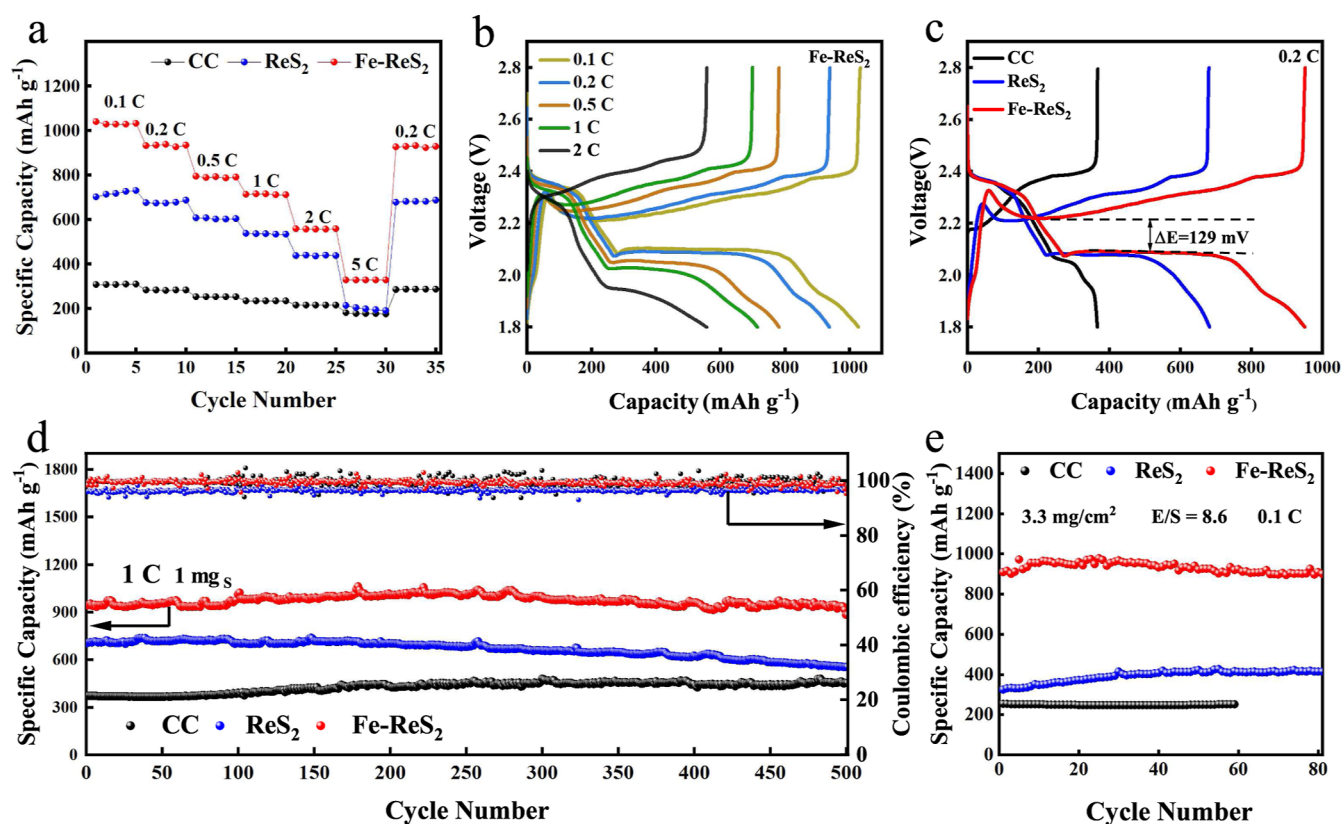 a
CC ReS2 Fe-ReS2
0.1 C
0.2 C
0.5 C
1 C
2 C
5 C
0.2 C
1200
1000
800
600
400
200
0
0 5 10 15 20 25 30 35
Specific Capacity (mAh g-1)
Cycle Number
b
0.1 C
0.2 C
0.5 C
1 C
2 C
Fe-ReS2
2.8
2.6
2.4
2.2
2.0
1.8
0 200 400 600 800 1000
Voltage(V)
Capacity (mAh g-1)
c
CC
ReS2
Fe-ReS2
0.2 C
ΔE=129 mV
2.8
2.6
2.4
2.2
2.0
1.8
0 200 400 600 800 1000
Voltage(V)
Capacity (mAh g-1)
d
1 C 1 mg s
CC ReS2 Fe-ReS2
1800
1500
1200
900
600
300
0
100
80
60
40
20
0
0 50 100 150 200 250 300 350 400 450 500
Specific Capacity (mAh g-1)
Coulombic efficiency (%)
Cycle Number
e
CC ReS2 Fe-ReS2
3.3 mg/cm2 E/S = 8.6 0.1 C
1400
1200
1000
800
600
400
200
0
0 20 40 60 80
Specific Capacity (mAh g-1)
Cycle Number